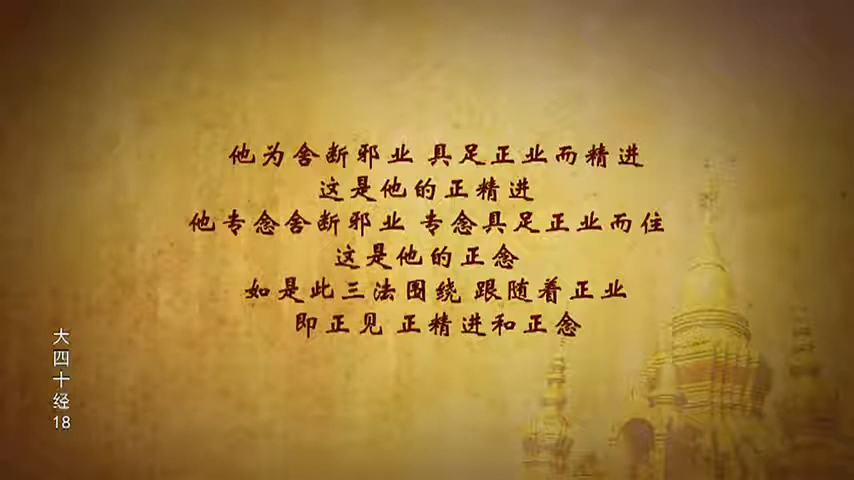 他为舍断邪业 具足正业而精进
这是他的正精进
他专念舍断邪业 专念具足正业而住
这是他的正念
如是此三法围绕 跟随着正业
即正见 正精进和正念
大四十经18